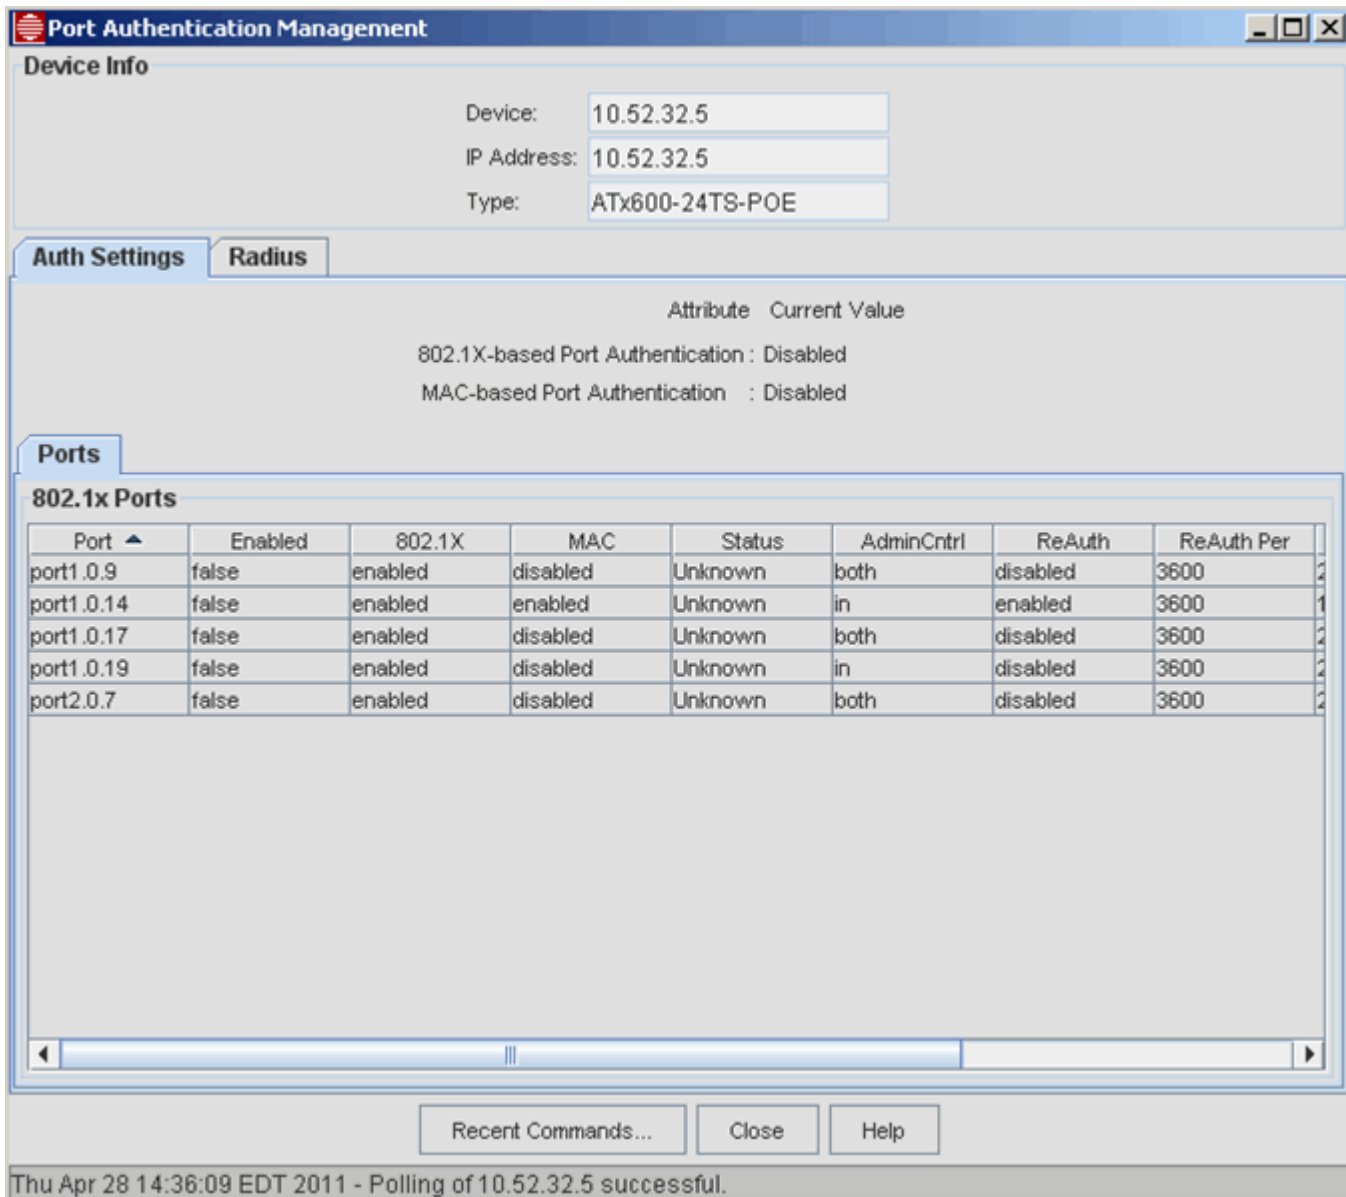 Port Authentication Management
Device Info
Device: 10.52.32.5
IP Address: 10.52.32.5
Type: ATx600-24TS-POE
Auth Settings Radius
Attribute Current Value
802.1X-based Port Authentication : Disabled
MAC-based Port Authentication : Disabled
Ports
802.1x Ports
Port Enabled 802.1X MAC Status AdminCntrl ReAuth ReAuth Per
port1.0.9 false enabled disabled Unknown both disabled 3600
port1.0.14 false enabled enabled Unknown in enabled 3600
port1.0.17 false enabled disabled Unknown both disabled 3600
port1.0.19 false enabled disabled Unknown in disabled 3600
port2.0.7 false enabled disabled Unknown both disabled 3600
Recent Commands... Close Help
Thu Apr 28 14:36:09 EDT 2011 - Polling of 10.52.32.5 successful.